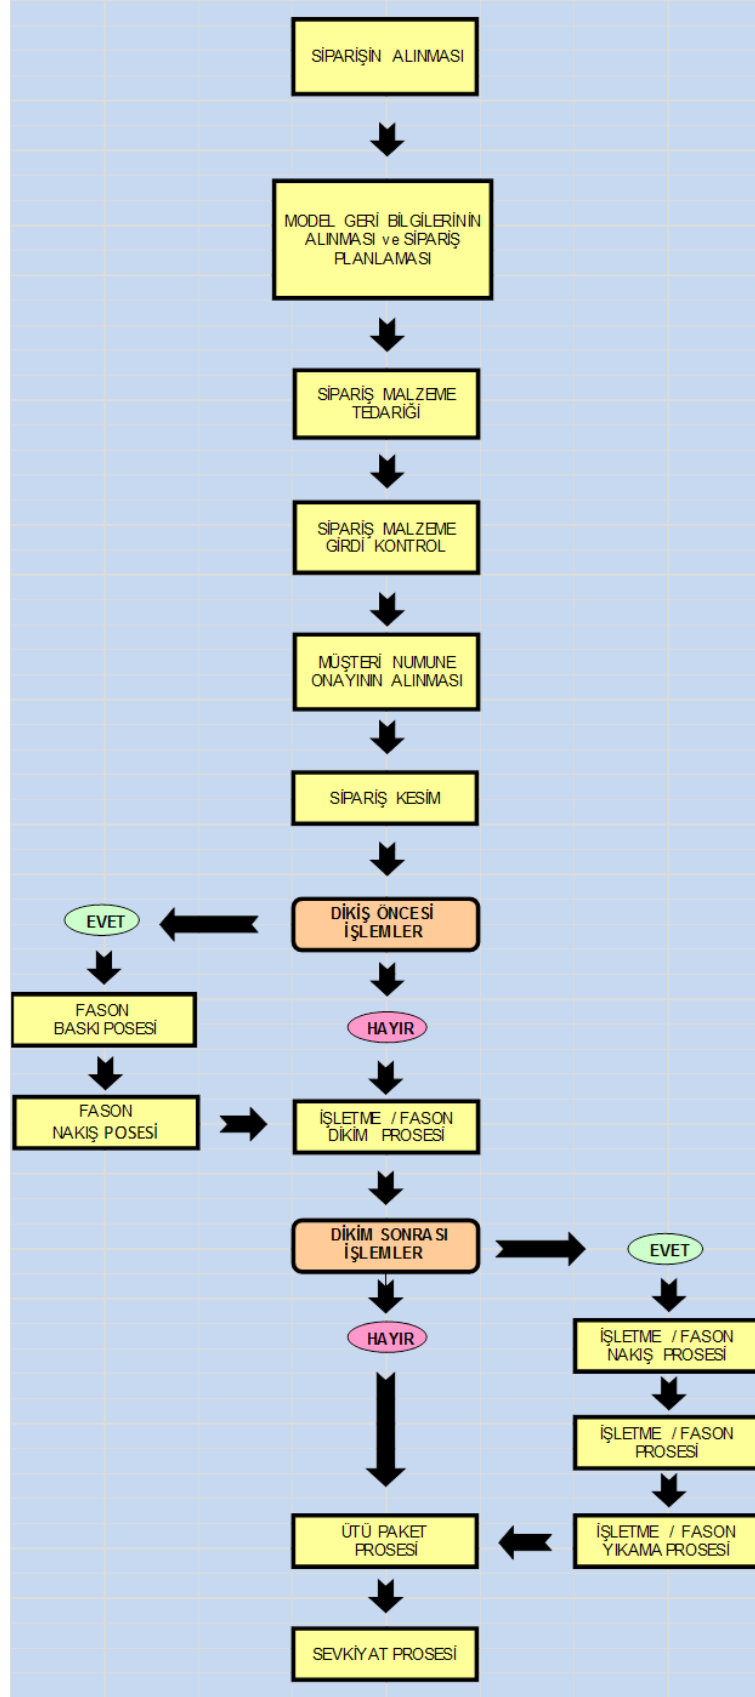 SİPARİŞİN ALINMASI
MODEL GERİ BİLGİLERİNİN
ALINMASI ve SİPARİŞ
PLANLAMASI
SİPARİŞ MALZEME
TEDARİĞİ
SİPARİŞ MALZEME
GİRDİ KONTROL
MÜŞTERİ NUMUNE
ONAYININ ALINMASI
SİPARİŞ KESİM
DİKİŞ ÖNCESİ
İŞLEMLER
EVET
HAYIR
FASON
BASKI POSESİ
FASON
NAKIŞ POSESİ
İŞLETME / FASON
DİKİM PROSESİ
DİKİM SONRASI
İŞLEMLER
EVET
HAYIR
İŞLETME / FASON
NAKIŞ PROSESİ
İŞLETME / FASON
PROSESİ
İŞLETME / FASON
YIKAMA PROSESİ
ÜTÜ PAKET
PROSESİ
SEVKİYAT PROSESİ